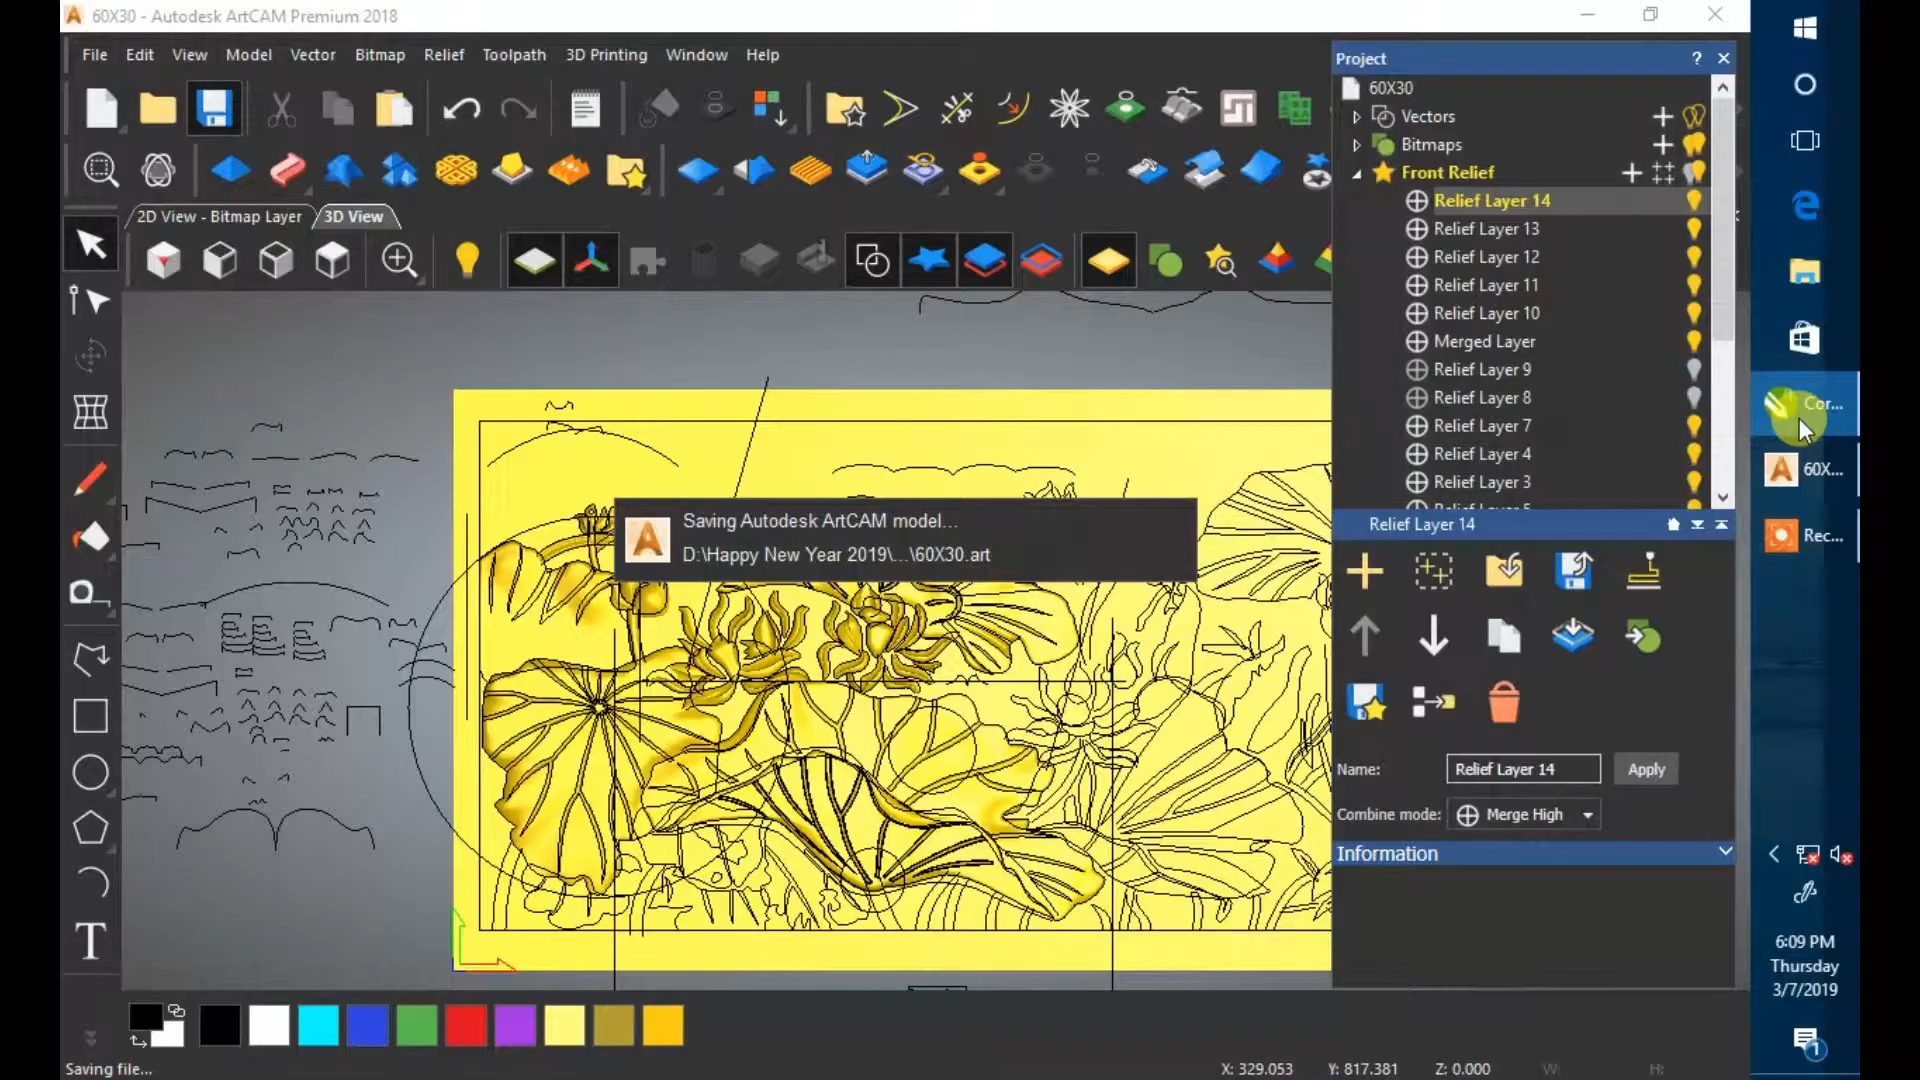 60X30 - Autodesk ArtCAM Premium 2018
File Edit View Model Vector Bitmap Relief Toolpath 3D Printing Window Help
2D View - Bitmap Layer
3D View
Saving Autodesk ArtCAM model...
D:\Happy New Year 2019\...\60X30.art
Project
60X30
Vectors
Bitmaps
Front Relief
Relief Layer 14
Relief Layer 13
Relief Layer 12
Relief Layer 11
Relief Layer 10
Merged Layer
Relief Layer 9
Relief Layer 8
Relief Layer 7
Relief Layer 4
Relief Layer 3
Relief Layer 14
Name: Relief Layer 14 Apply
Combine mode: Merge High
Information
Saving file...
X: 329.053 Y: 817.381 Z: 0.000 W: H:
Cor...
60X...
Rec...
6:09 PM
Thursday
3/7/2019
1